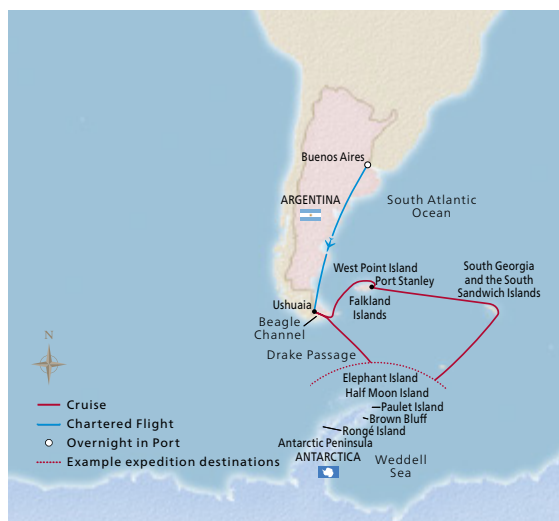 Buenos Aires
ARGENTINA
South Atlantic
Ocean
West Point Island
Port Stanley
Falkland
Islands
South Georgia
and the South
Sandwich Islands
Ushuaia
Beagle
Channel
Drake Passage
N
Elephant Island
Half Moon Island
Paulet Island
Brown Bluff
Rongé Island
Antarctic Peninsula
ANTARCTICA
Weddell
Sea
Cruise
Chartered Flight
Overnight in Port
Example expedition destinations